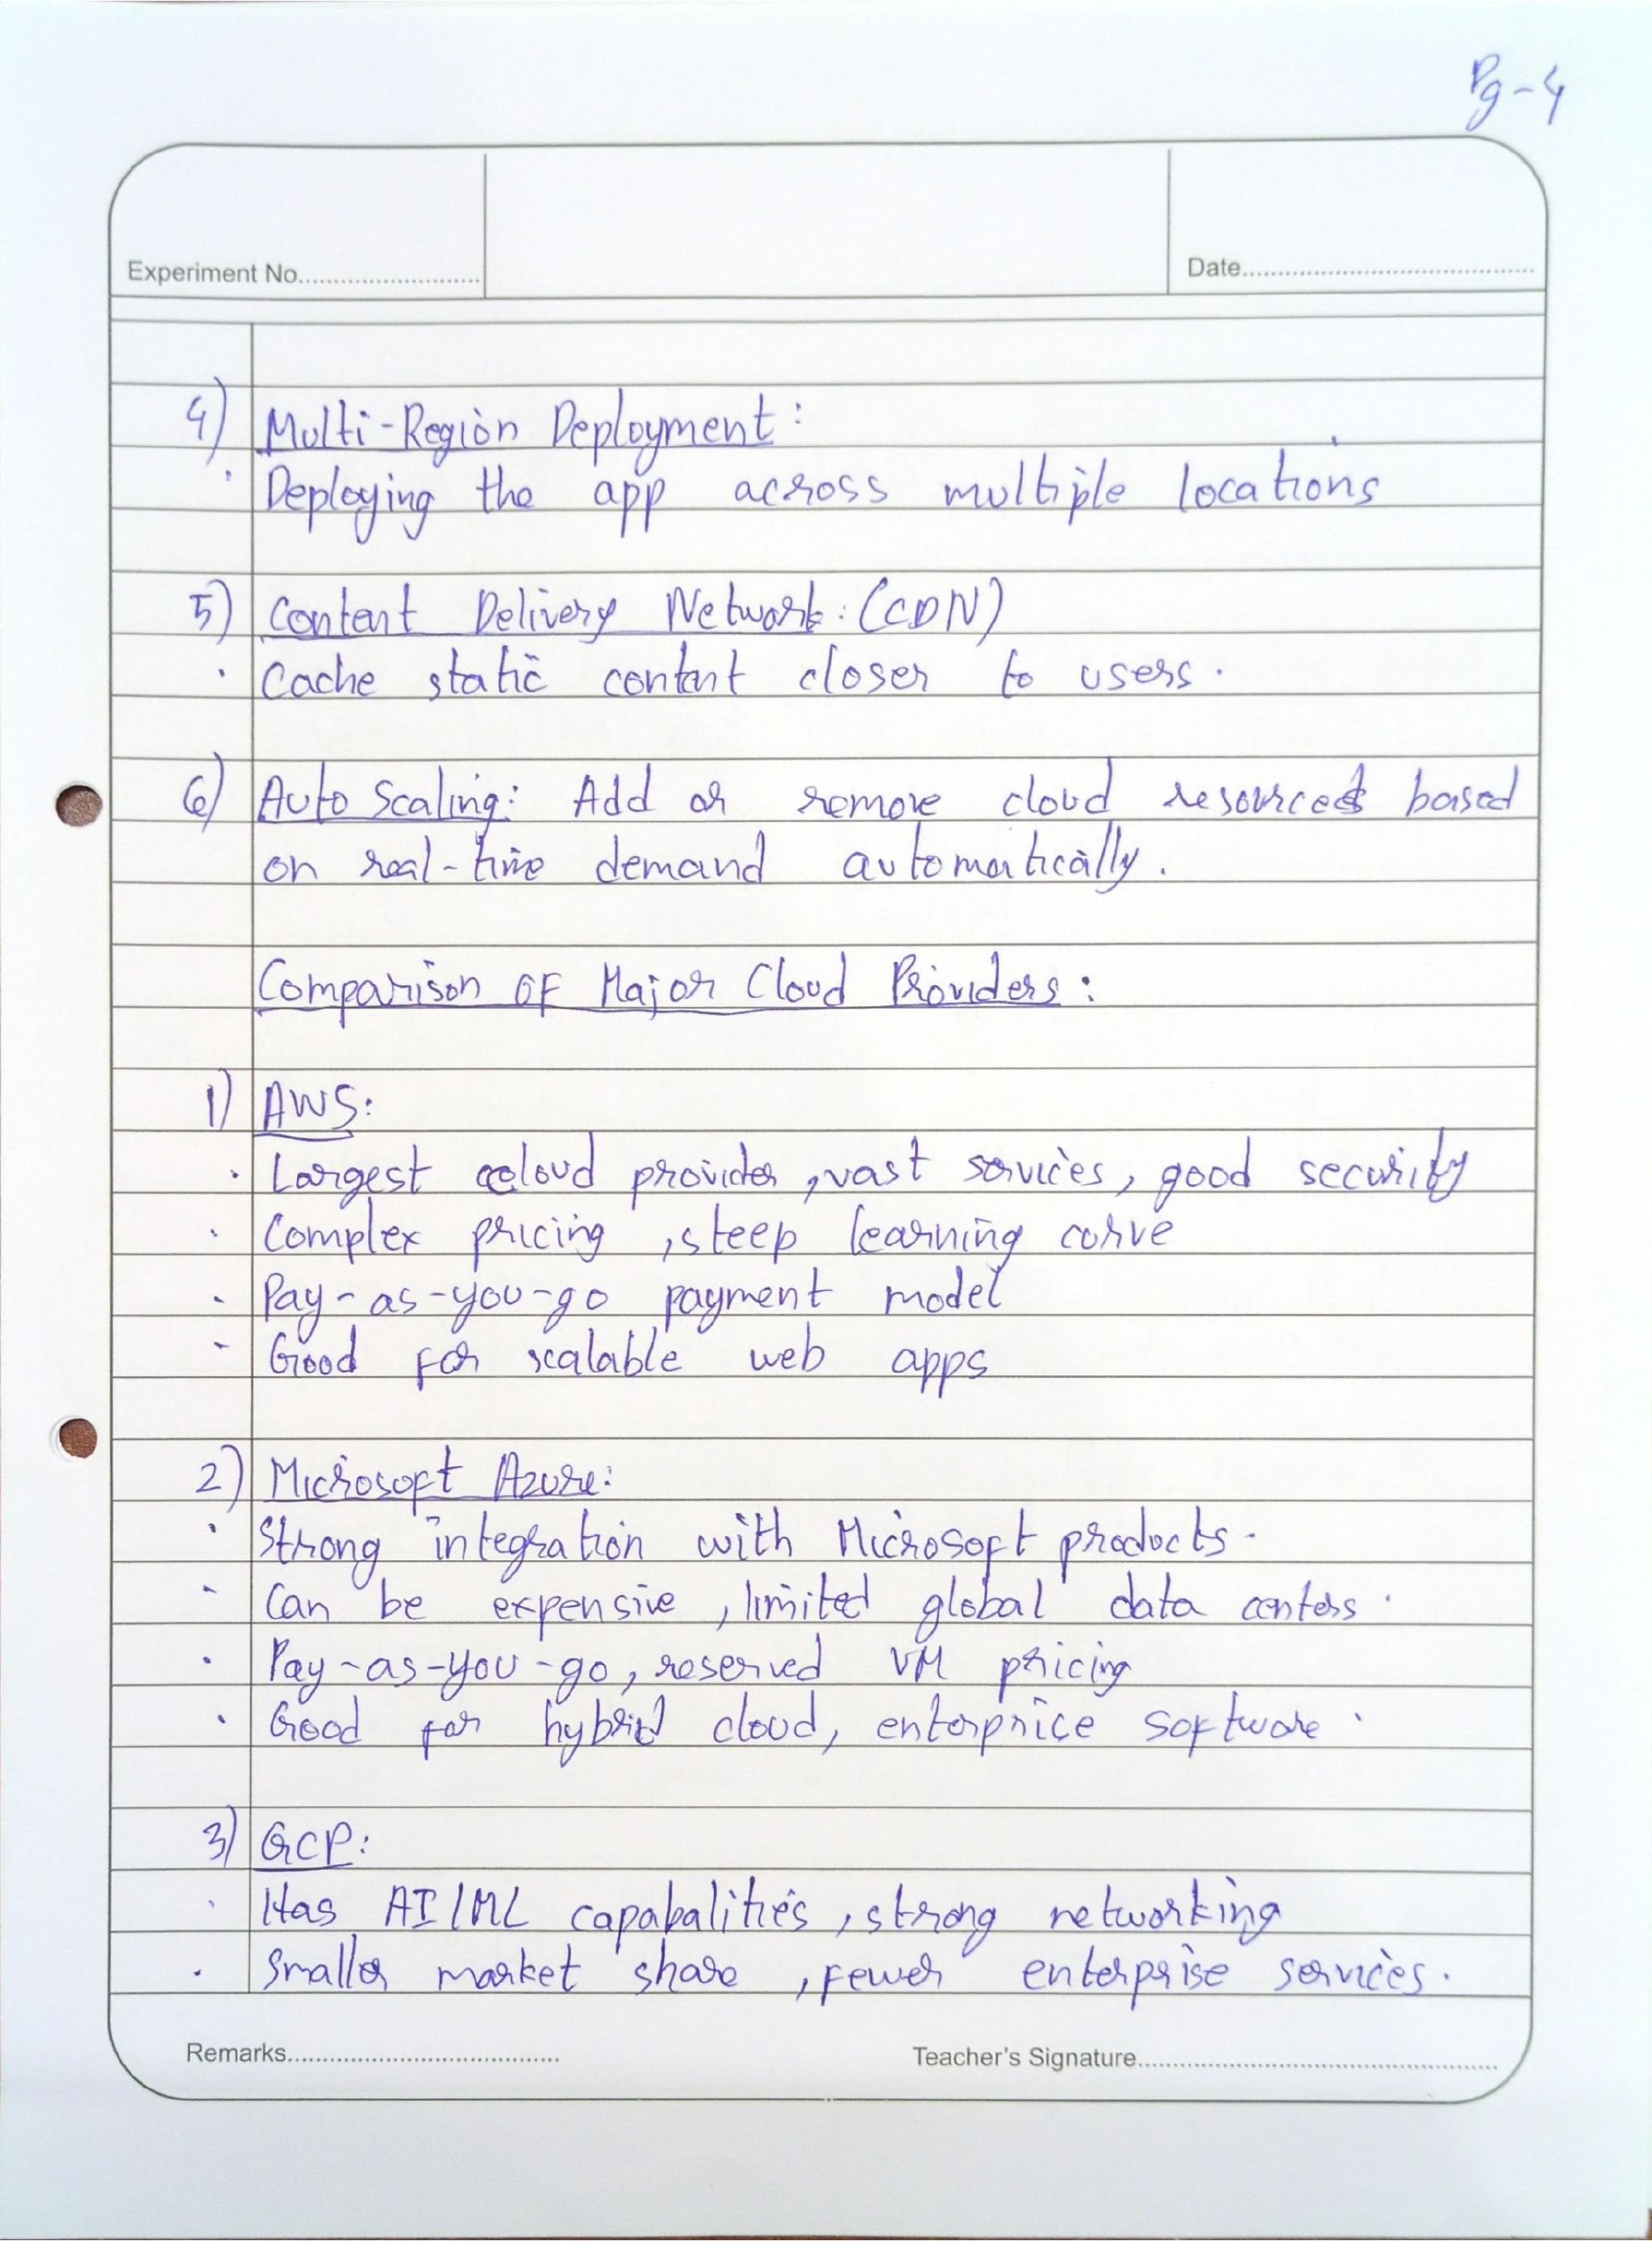 Pg-4
Experiment No.
Date
4) Multi-Region Deployment:
· Deploying the app across multiple locations
5) Content Delivery Network: (CDN)
· Cache static content closer to users.
6) Auto Scaling: Add or remove cloud resources based
on real-time demand automatically.
Comparison OF Major Cloud Providers:
1) AWS:
· Largest cloud provider, vast services, good security
· Complex pricing, steep learning curve
· Pay-as-you-go payment model
- Good for scalable web apps
2) Microsoft Azure:
· Strong integration with Microsoft products.
- Can be expensive, limited global data centers.
· Pay-as-you-go, reserved VM pricing
· Good for hybrid cloud, enterprice software.
3) GCP:
· Has AI/ML capabalities, strong networking
· Smaller market share, fewer enterprise services.
Remarks
Teacher's Signature